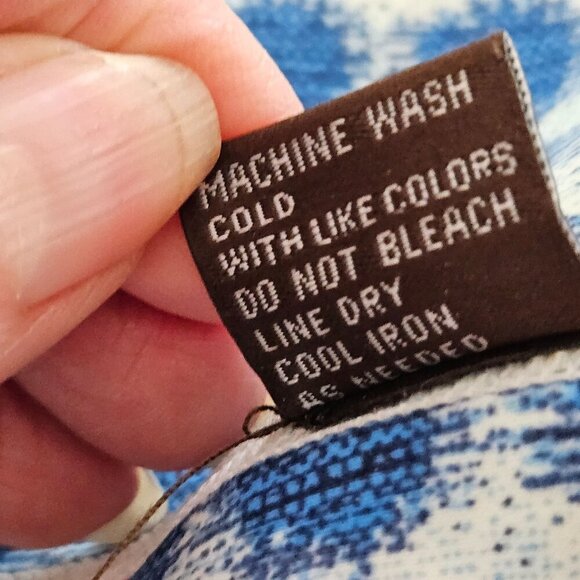 MACHINE WASH
COLD
WITH LIKE COLORS
DO NOT BLEACH
LINE DRY
COOL IRON
AS NEEDED